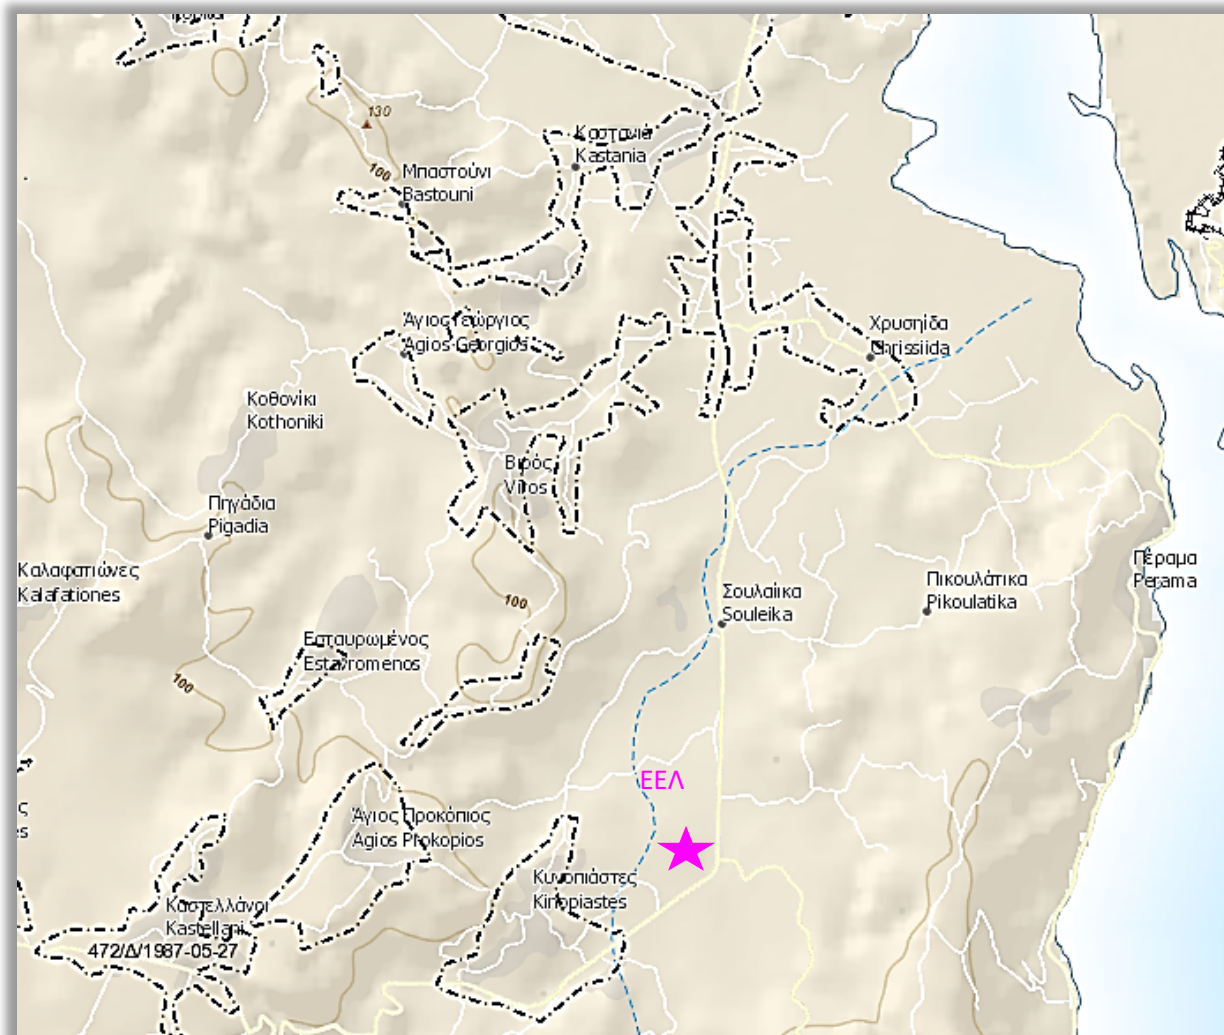 130
Καστανιά
Kastania
100
Μπαστούνι
Bastouni
Άγιος Γεώργιος
Agios Georgios
Χρυσηίδα
Chrissiida
Κοθονίκι
Kothoniki
Βιρός
Viros
Πηγάδια
Pigadia
Καλαφατιώνες
Kalafationes
100
Σουλαίικα
Souleika
Πικουλάτικα
Pikoulatika
Πέραμα
Perama
Εσταυρωμένος
Estavromenos
100
ΕΕΛ
Άγιος Προκόπιος
Agios Prokopios
Κυνοπιάστες
Kinopiastes
Καστελλάνοι
Kastellani
472/Δ/1987-05-27